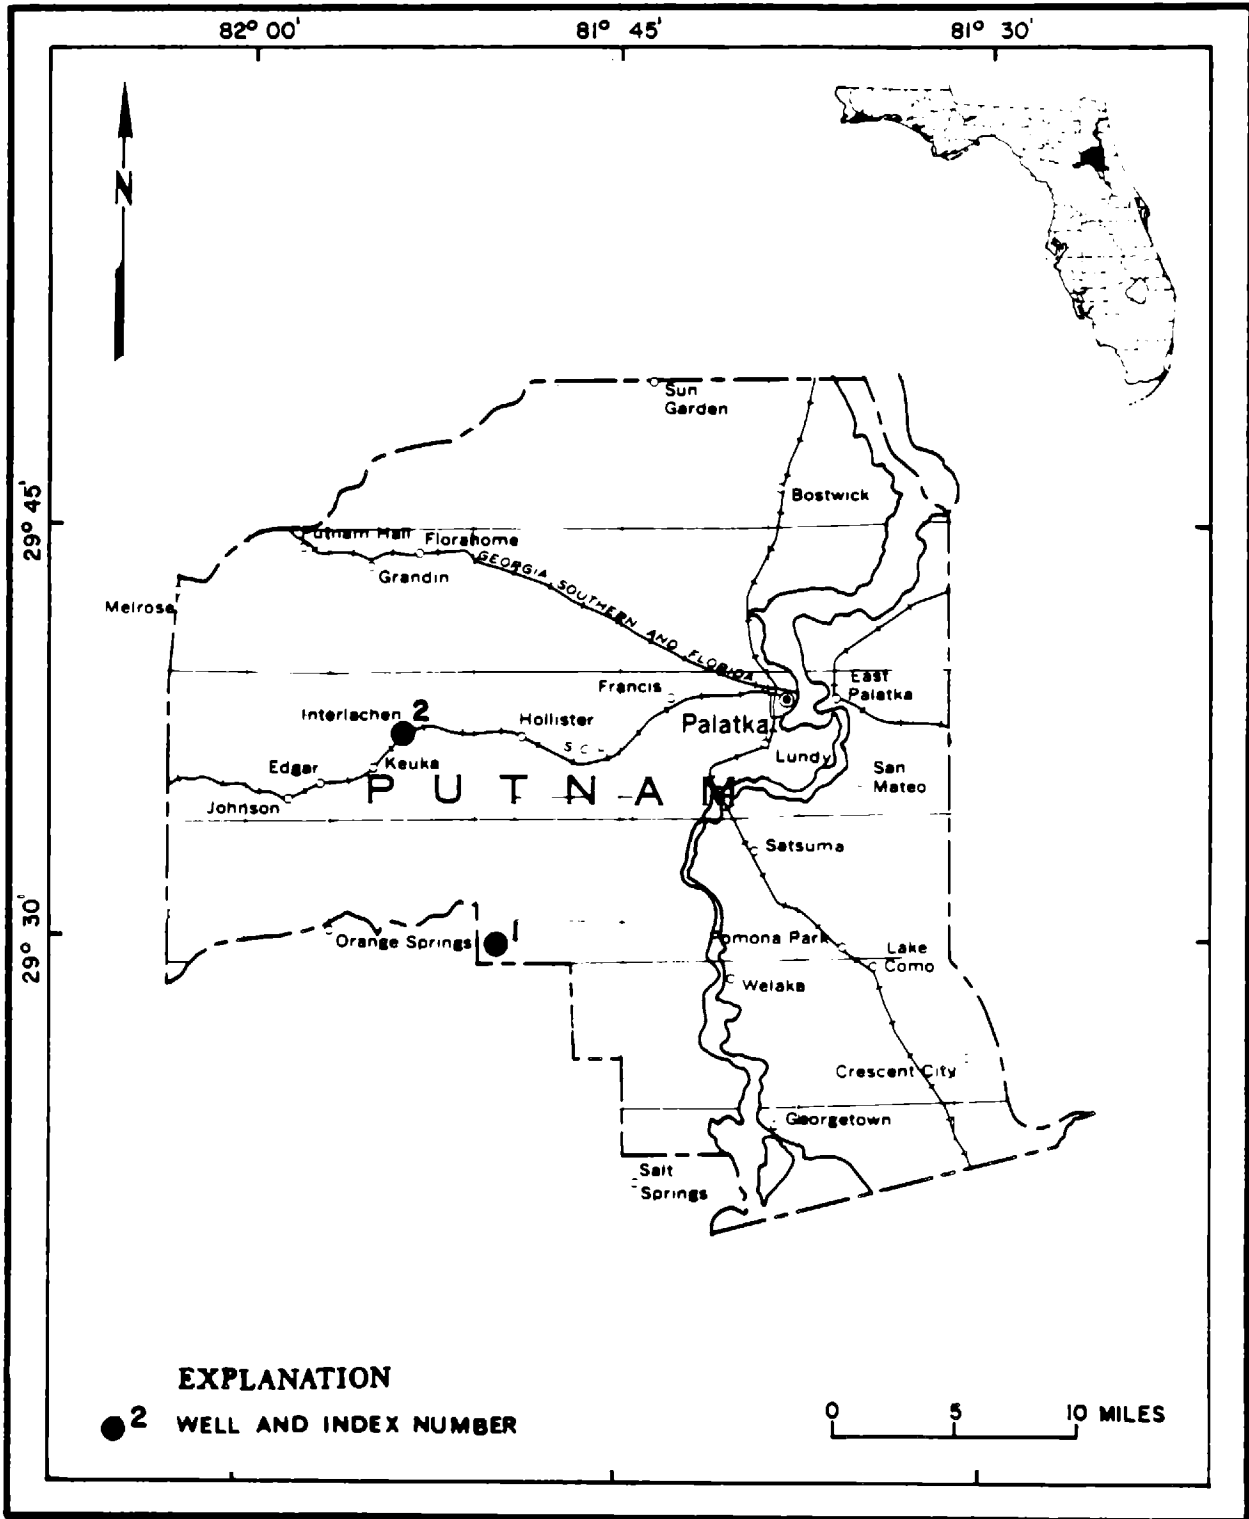 82° 00'
81° 45'
81° 30'
N
Sun
Garden
29° 45'
Bostwick
Putnam Hall
Florahome
Grandin
GEORGIA SOUTHERN AND FLORIDA
Melrose
Francis
East
Palatka
Interlachen
2
Hollister
Palatka
S C L
Lundy
Edgar
Keuka
San
Mateo
Johnson
PUTNAM
Satsuma
29° 30'
Orange Springs
1
Pomona Park
Lake
Como
Welaka
Crescent City
Georgetown
Salt
Springs
EXPLANATION
2 WELL AND INDEX NUMBER
0 5 10 MILES